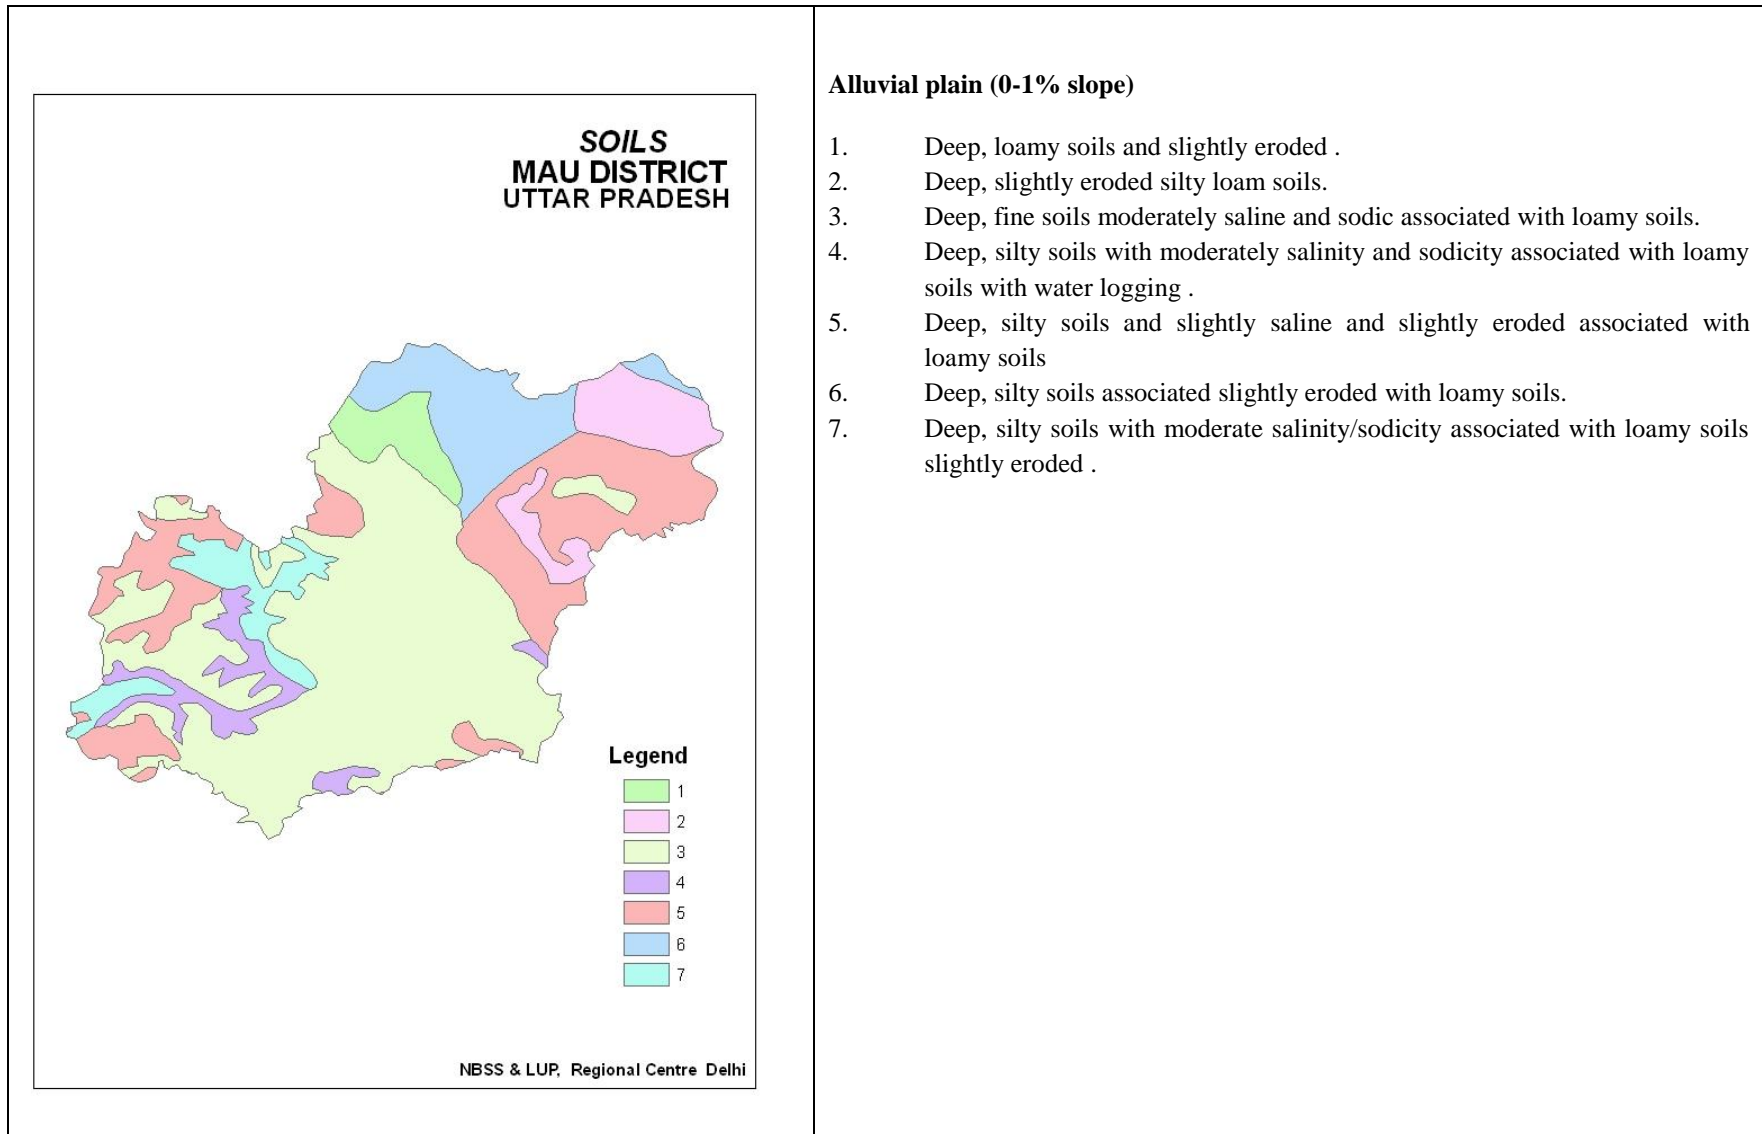 SOILS
MAU DISTRICT
UTTAR PRADESH
Legend
1
2
3
4
5
6
7
NBSS & LUP, Regional Centre Delhi
Alluvial plain (0-1% slope)
1. Deep, loamy soils and slightly eroded .
2. Deep, slightly eroded silty loam soils.
3. Deep, fine soils moderately saline and sodic associated with loamy soils.
4. Deep, silty soils with moderately salinity and sodicity associated with loamy
soils with water logging .
5. Deep, silty soils and slightly saline and slightly eroded associated with
loamy soils
6. Deep, silty soils associated slightly eroded with loamy soils.
7. Deep, silty soils with moderate salinity/sodicity associated with loamy soils
slightly eroded .